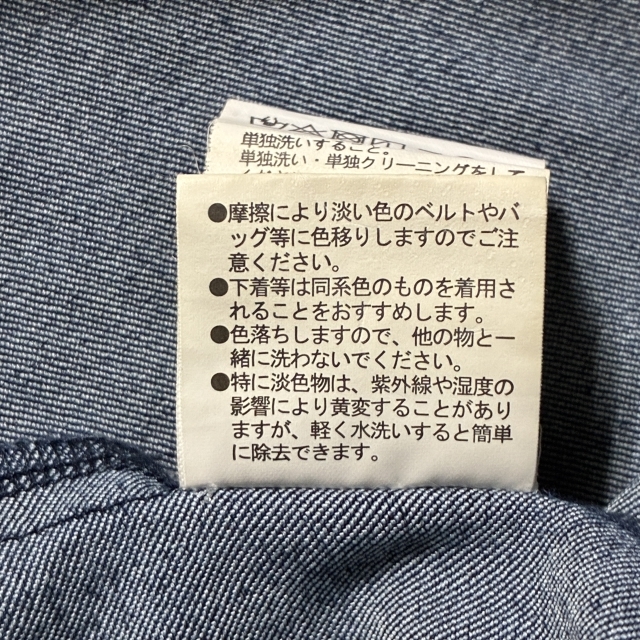 単独洗いすること。
単独洗い・単独クリーニングをして
●摩擦により淡い色のベルトやバ
ッグ等に色移りしますのでご注
意ください。
●下着等は同系色のものを着用さ
れることをおすすめします。
●色落ちしますので、他の物と一
緒に洗わないでください。
●特に淡色物は、紫外線や湿度の
影響により黄変することがあり
ますが、軽く水洗いすると簡単
に除去できます。